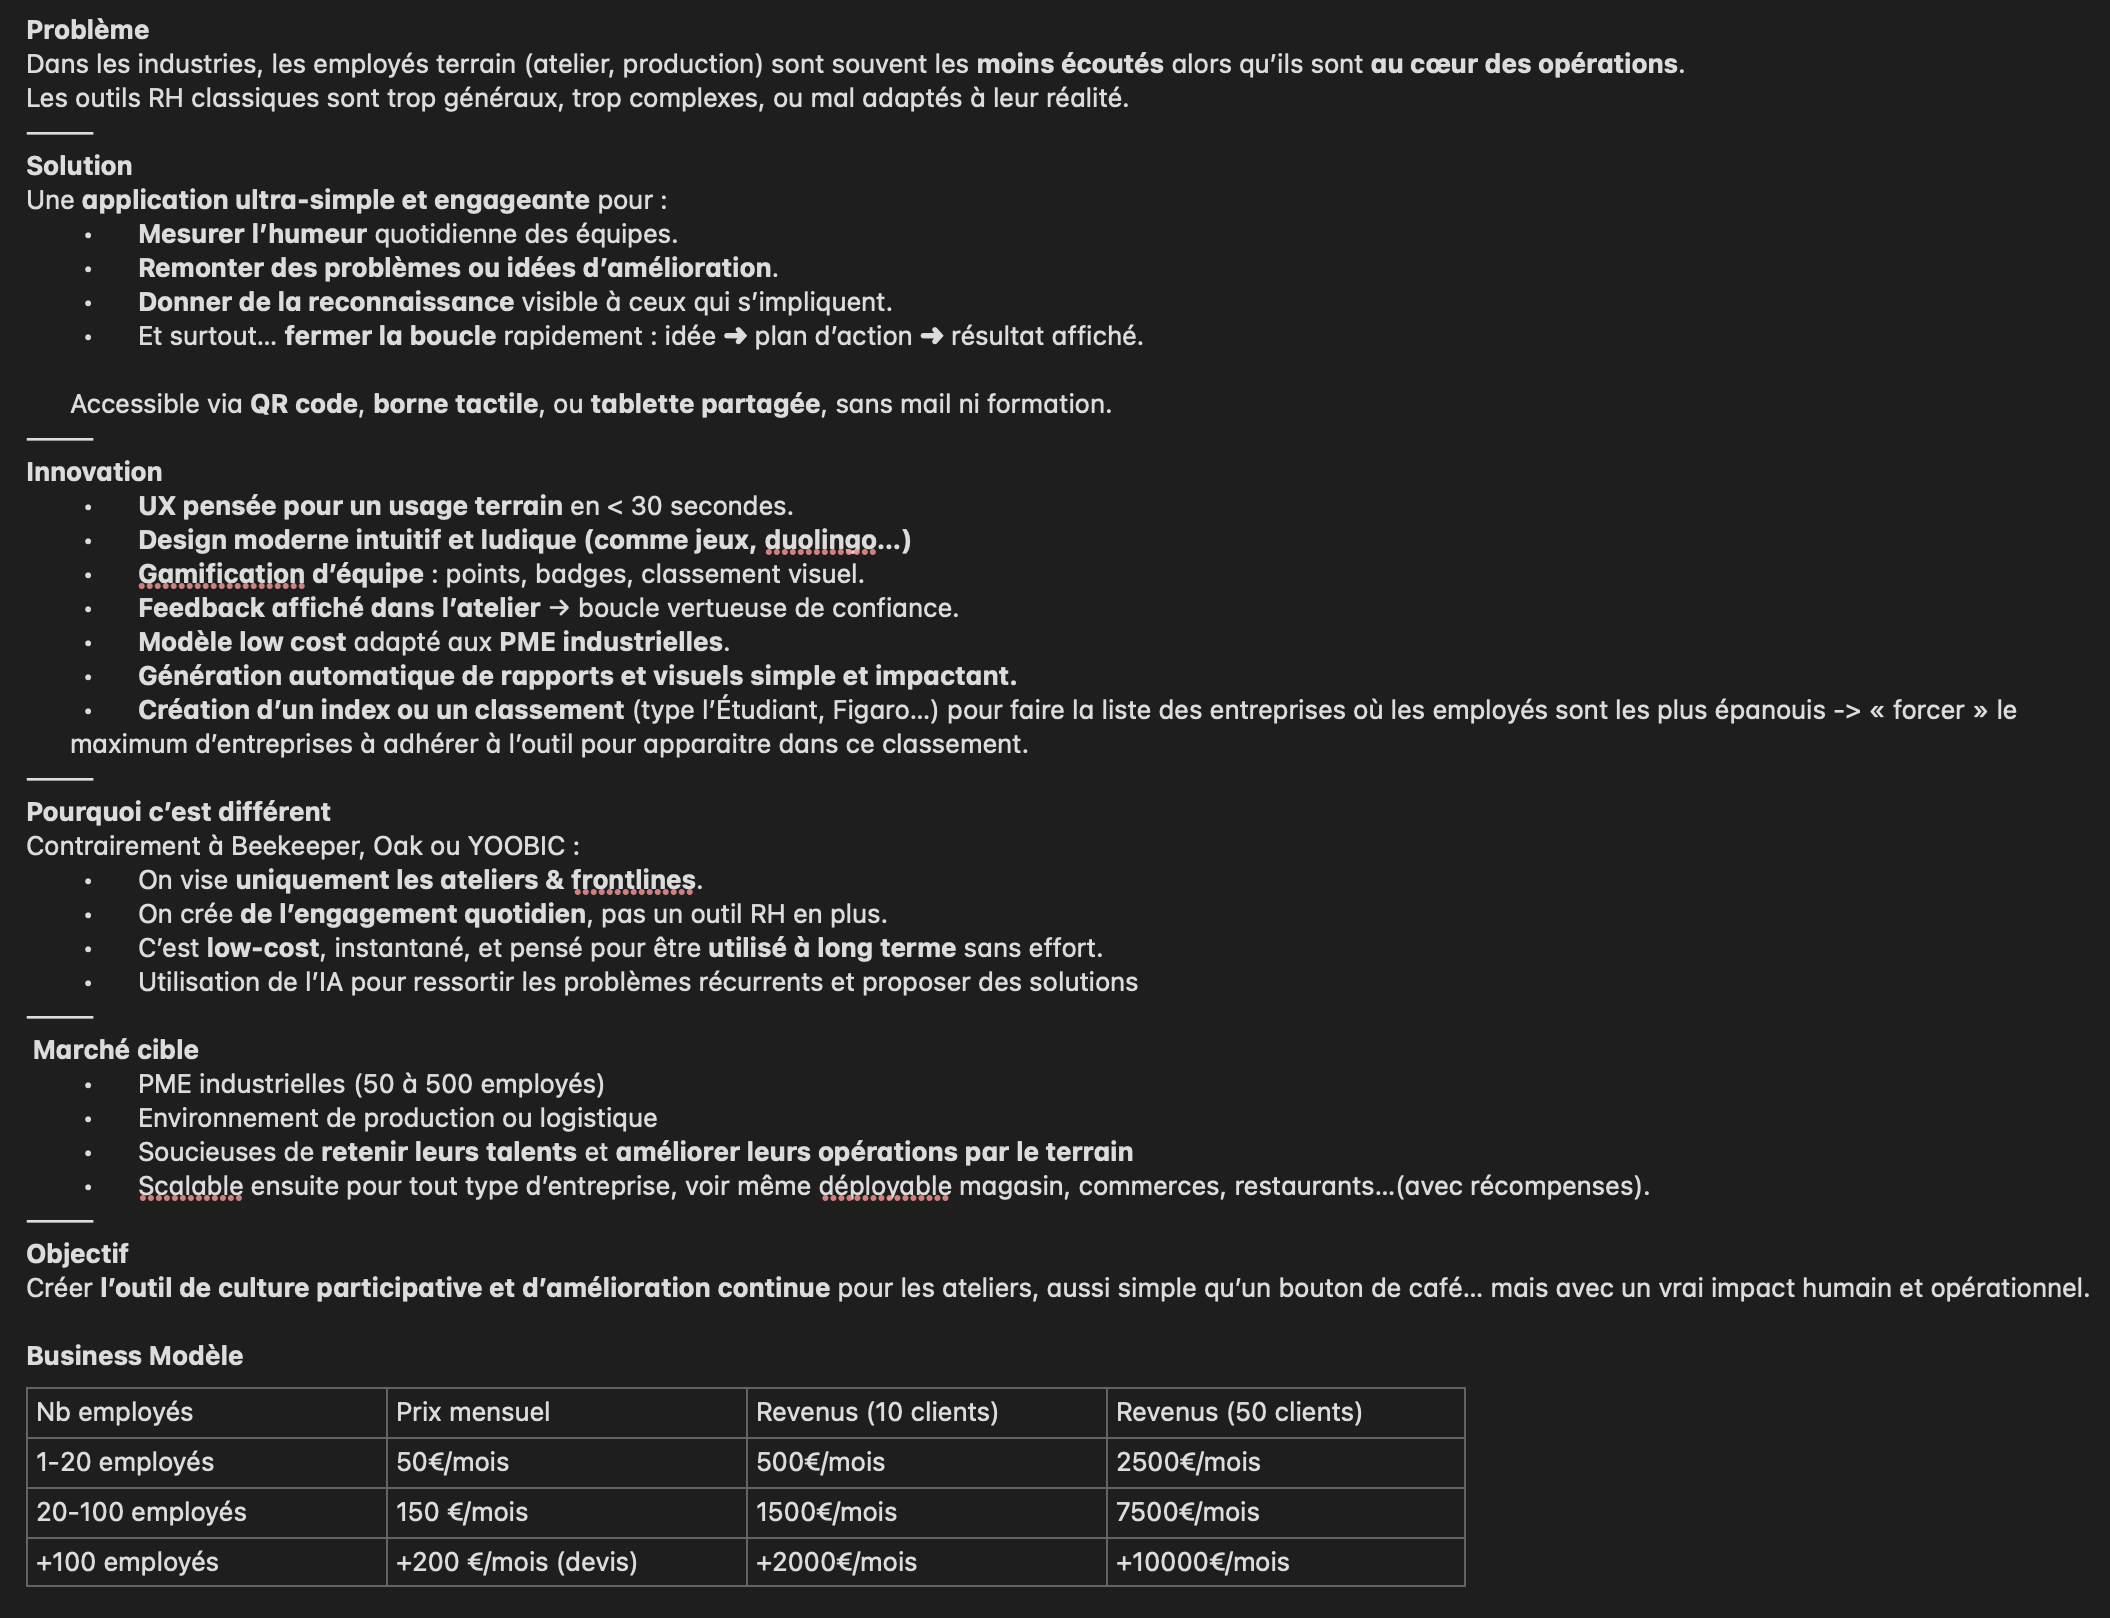 Problème
Dans les industries, les employés terrain (atelier, production) sont souvent les moins écoutés alors qu’ils sont au cœur des opérations.
Les outils RH classiques sont trop généraux, trop complexes, ou mal adaptés à leur réalité.
⸻
Solution
Une application ultra-simple et engageante pour :
• Mesurer l’humeur quotidienne des équipes.
• Remonter des problèmes ou idées d’amélioration.
• Donner de la reconnaissance visible à ceux qui s’impliquent.
• Et surtout… fermer la boucle rapidement : idée ➜ plan d’action ➜ résultat affiché.
Accessible via QR code, borne tactile, ou tablette partagée, sans mail ni formation.
⸻
Innovation
• UX pensée pour un usage terrain en < 30 secondes.
• Design moderne intuitif et ludique (comme jeux, duolingo…)
• Gamification d’équipe : points, badges, classement visuel.
• Feedback affiché dans l’atelier → boucle vertueuse de confiance.
• Modèle low cost adapté aux PME industrielles.
• Génération automatique de rapports et visuels simple et impactant.
• Création d’un index ou un classement (type l’Étudiant, Figaro…) pour faire la liste des entreprises où les employés sont les plus épanouis -> « forcer » le
maximum d’entreprises à adhérer à l’outil pour apparaitre dans ce classement.
⸻
Pourquoi c’est différent
Contrairement à Beekeeper, Oak ou YOOBIC :
• On vise uniquement les ateliers & frontlines.
• On crée de l’engagement quotidien, pas un outil RH en plus.
• C’est low-cost, instantané, et pensé pour être utilisé à long terme sans effort.
• Utilisation de l’IA pour ressortir les problèmes récurrents et proposer des solutions
⸻
Marché cible
• PME industrielles (50 à 500 employés)
• Environnement de production ou logistique
• Soucieuses de retenir leurs talents et améliorer leurs opérations par le terrain
• Scalable ensuite pour tout type d’entreprise, voir même déployable magasin, commerces, restaurants…(avec récompenses).
⸻
Objectif
Créer l’outil de culture participative et d’amélioration continue pour les ateliers, aussi simple qu’un bouton de café… mais avec un vrai impact humain et opérationnel.
Business Modèle
Nb employés Prix mensuel Revenus (10 clients) Revenus (50 clients)
1-20 employés 50€/mois 500€/mois 2500€/mois
20-100 employés 150 €/mois 1500€/mois 7500€/mois
+100 employés +200 €/mois (devis) +2000€/mois +10000€/mois